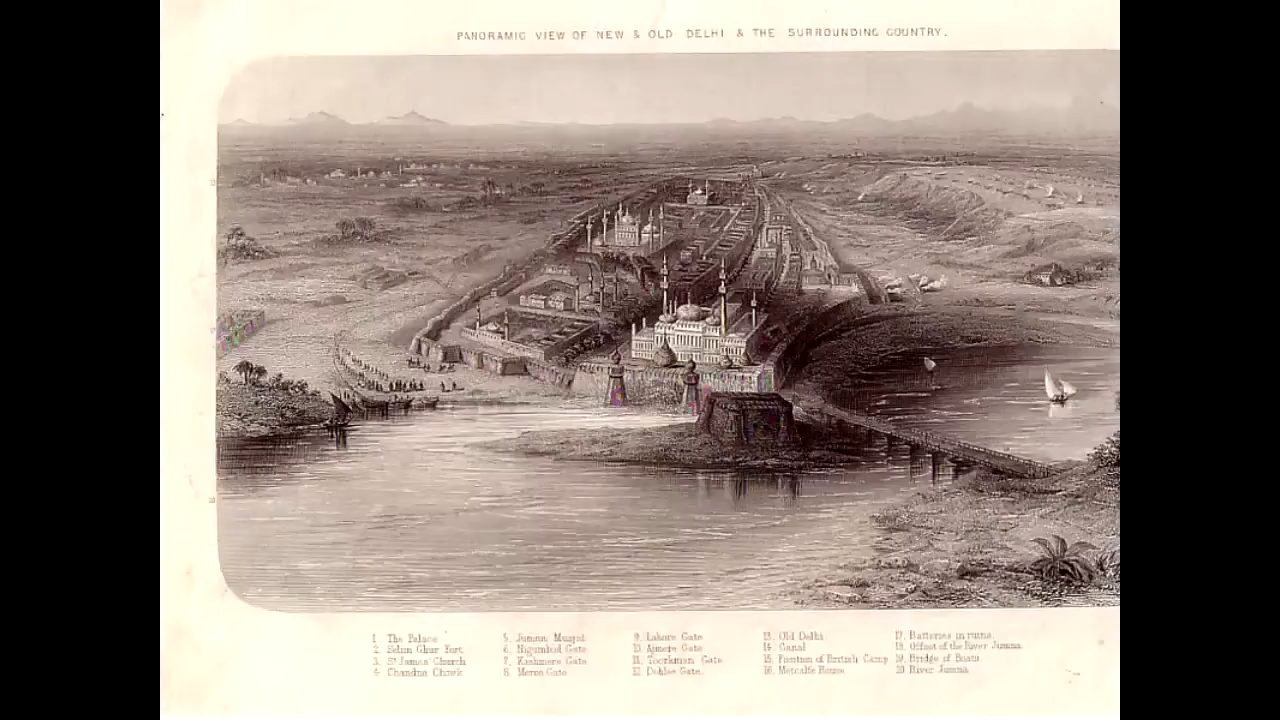 PANORAMIC VIEW OF NEW & OLD DELHI & THE SURROUNDING COUNTRY.
1. The Palace
2. Selim Ghur Fort.
3. St James' Church
4. Chandna Chowk
5. Jumma Musjid
6. Nigumbod Gate
7. Kashmere Gate
8. Moree Gate
9. Lahore Gate
10. Ajmere Gate
11. Toorkman Gate
12. Dehlee Gate.
13. Old Delhi
14. Canal
15. Position of British Camp
16. Metcalfe House
17. Batteries in ruins.
18. Offset of the River Jumna.
19. Bridge of Boats
20. River Jumna